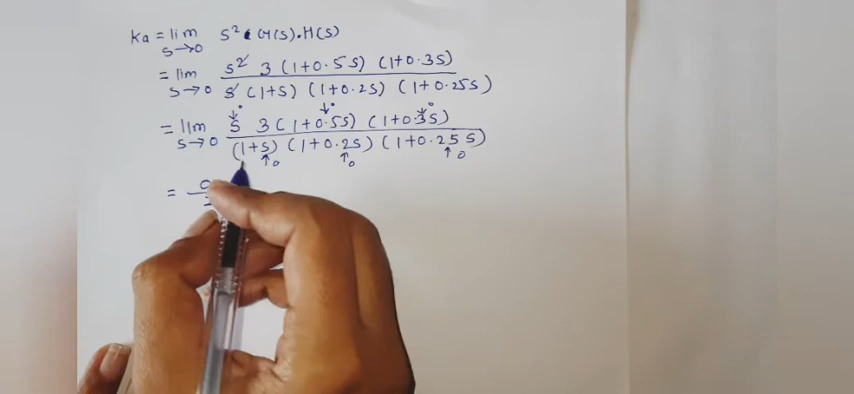 Ka = lim s² G(s).H(s)
s→0
= lim s² 3 (1+0.5s) (1+0.3s)
s→0 s (1+s) (1+0.2s) (1+0.25s)
= lim s 3 (1+0.5s) (1+0.3s)
s→0 (1+s) (1+0.2s) (1+0.25s)
= 0